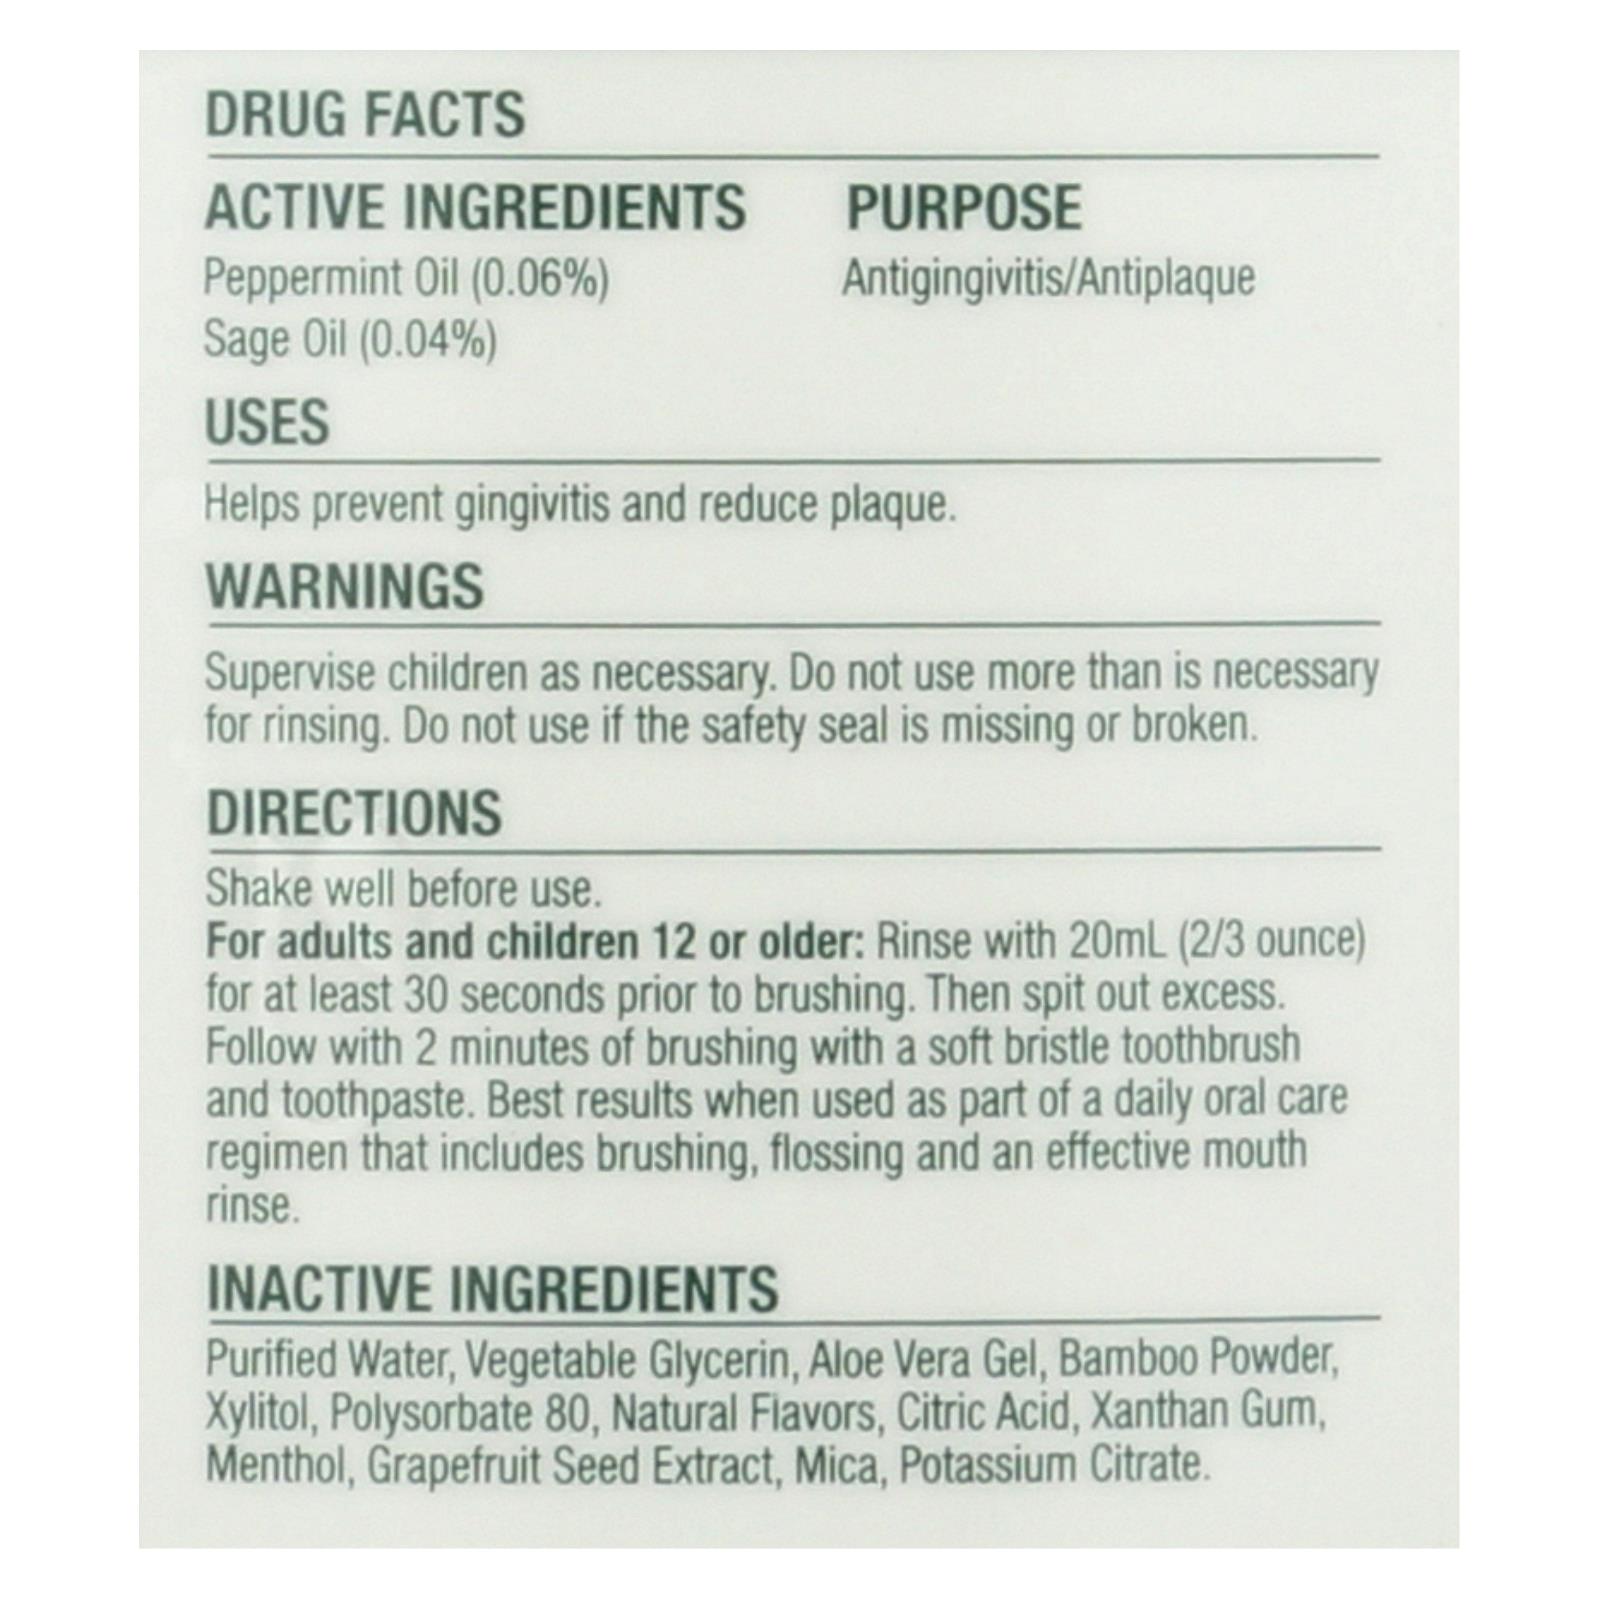 DRUG FACTS
ACTIVE INGREDIENTS PURPOSE
Peppermint Oil (0.06%) Antigingivitis/Antiplaque
Sage Oil (0.04%)
USES
Helps prevent gingivitis and reduce plaque.
WARNINGS
Supervise children as necessary. Do not use more than is necessary
for rinsing. Do not use if the safety seal is missing or broken.
DIRECTIONS
Shake well before use.
For adults and children 12 or older: Rinse with 20mL (2/3 ounce)
for at least 30 seconds prior to brushing. Then spit out excess.
Follow with 2 minutes of brushing with a soft bristle toothbrush
and toothpaste. Best results when used as part of a daily oral care
regimen that includes brushing, flossing and an effective mouth
rinse.
INACTIVE INGREDIENTS
Purified Water, Vegetable Glycerin, Aloe Vera Gel, Bamboo Powder,
Xylitol, Polysorbate 80, Natural Flavors, Citric Acid, Xanthan Gum,
Menthol, Grapefruit Seed Extract, Mica, Potassium Citrate.